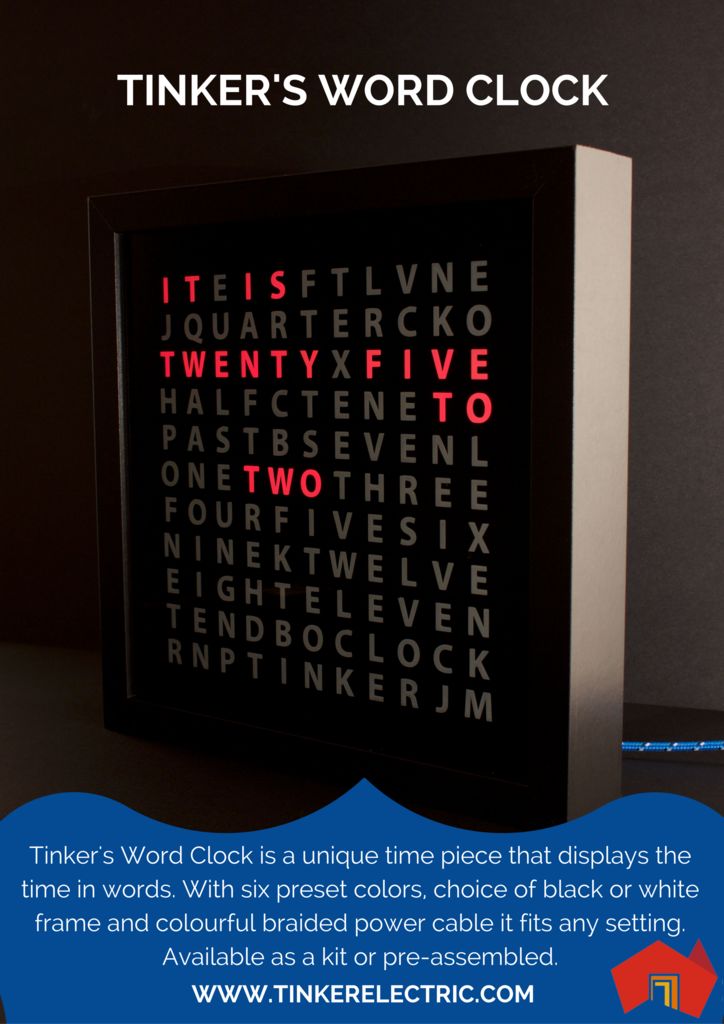 TINKER'S WORD CLOCK
ITEISFTLVNE
JQUARTERCKO
TWENTYXFIVE
HALFCTENETO
PASTBSEVENL
ONETWOTHREE
FOURFIVESIX
NINEKTWELVE
EIGHTELEVEN
TENDBOCLOCK
RNPTINKERJM
Tinker's Word Clock is a unique time piece that displays the
time in words. With six preset colors, choice of black or white
frame and colourful braided power cable it fits any setting.
Available as a kit or pre-assembled.
WWW.TINKERELECTRIC.COM